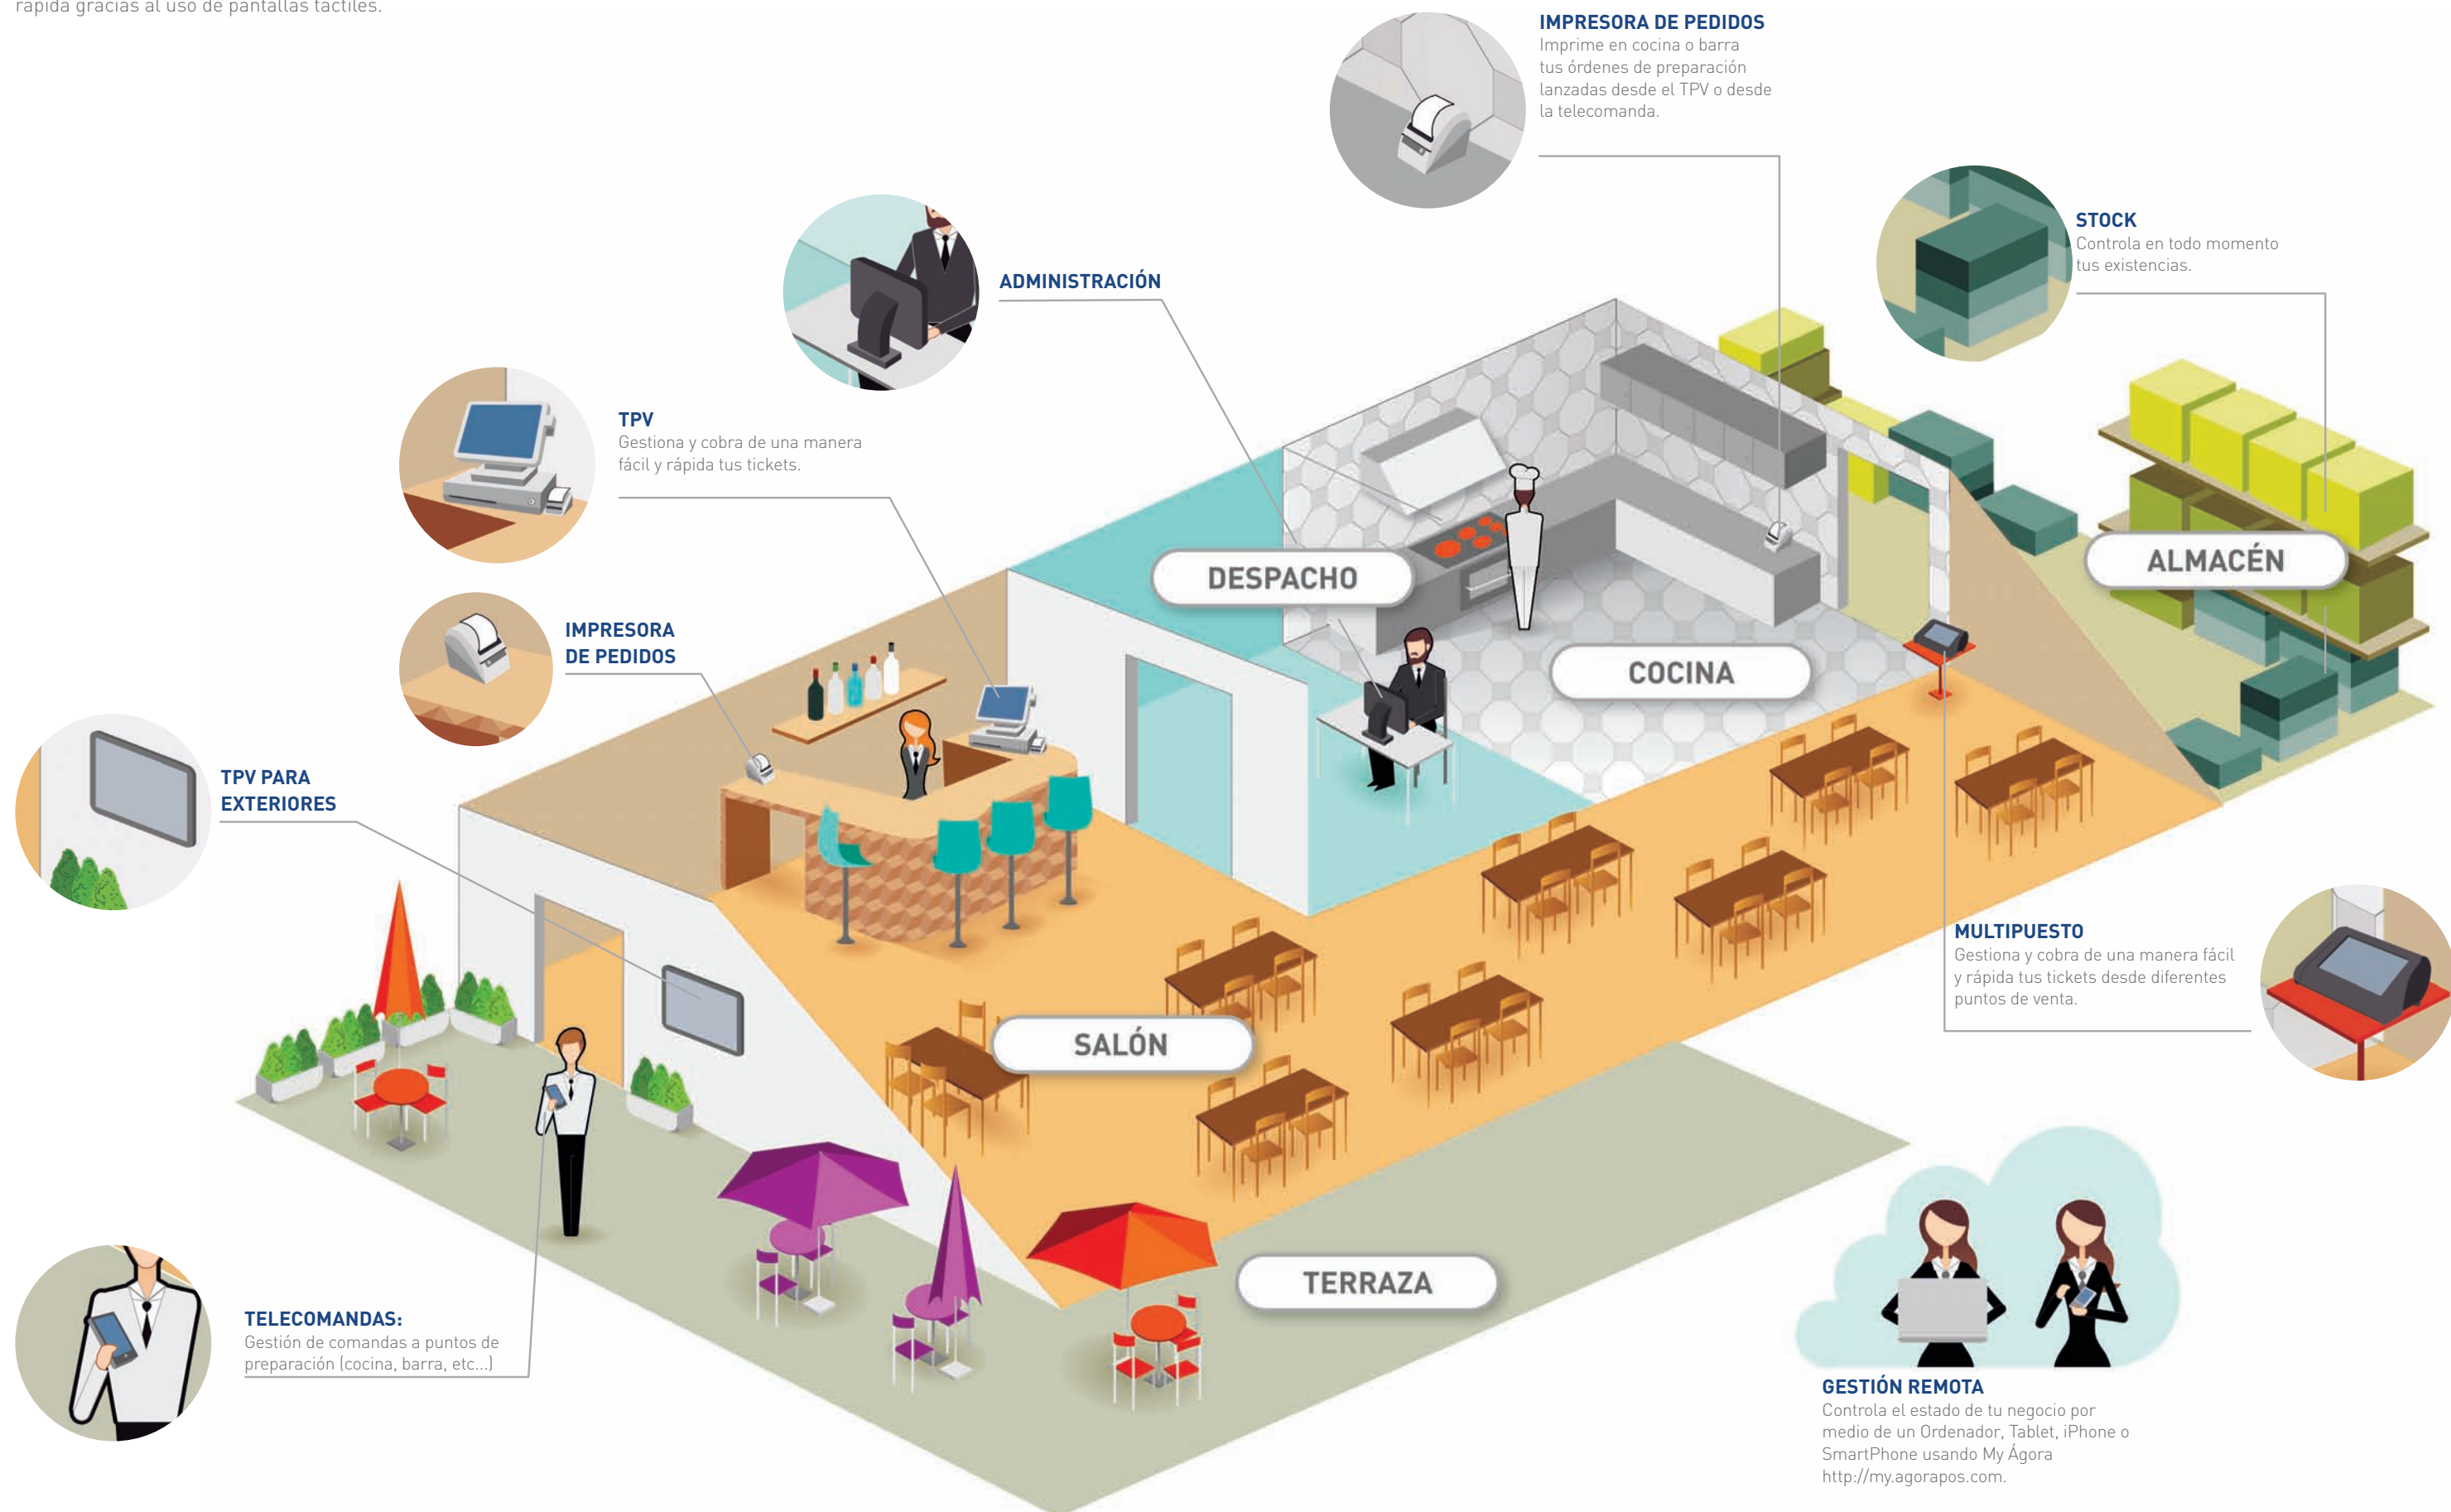 rápida gracias al uso de pantallas táctiles.
IMPRESORA DE PEDIDOS
Imprime en cocina o barra
tus órdenes de preparación
lanzadas desde el TPV o desde
la telecomanda.
STOCK
Controla en todo momento
tus existencias.
ADMINISTRACIÓN
TPV
Gestiona y cobra de una manera
fácil y rápida tus tickets.
DESPACHO
ALMACÉN
IMPRESORA
DE PEDIDOS
COCINA
TPV PARA
EXTERIORES
MULTIPUESTO
Gestiona y cobra de una manera fácil
y rápida tus tickets desde diferentes
puntos de venta.
SALÓN
TERRAZA
TELECOMANDAS:
Gestión de comandas a puntos de
preparación (cocina, barra, etc...)
GESTIÓN REMOTA
Controla el estado de tu negocio por
medio de un Ordenador, Tablet, iPhone o
SmartPhone usando My Ágora
http://my.agorapos.com.